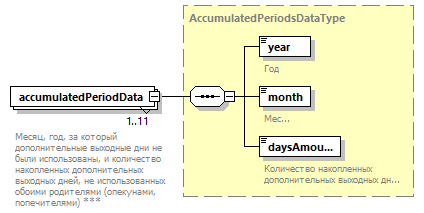 AccumulatedPeriodsDataType
year
Год
accumulatedPeriodData
1..11
Месяц, год, за который
дополнительные выходные дни не
были использованы, и количество
накопленных дополнительных
выходных дней, не использованных
обоими родителями (опекунами,
попечителями) ***
month
Мес...
daysAmou...
Количество накопленных
дополнительных выходных дн...